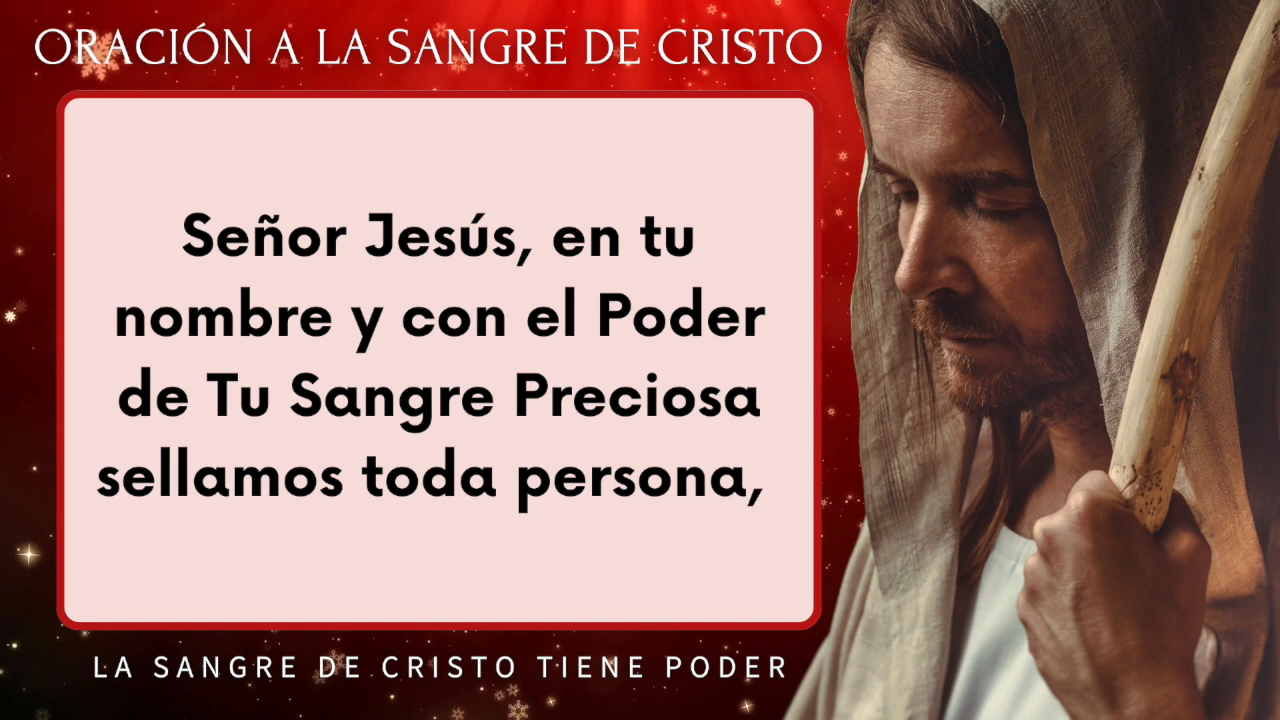 ORACIÓN A LA SANGRE DE CRISTO
Señor Jesús, en tu
nombre y con el Poder
de Tu Sangre Preciosa
sellamos toda persona,
LA SANGRE DE CRISTO TIENE PODER